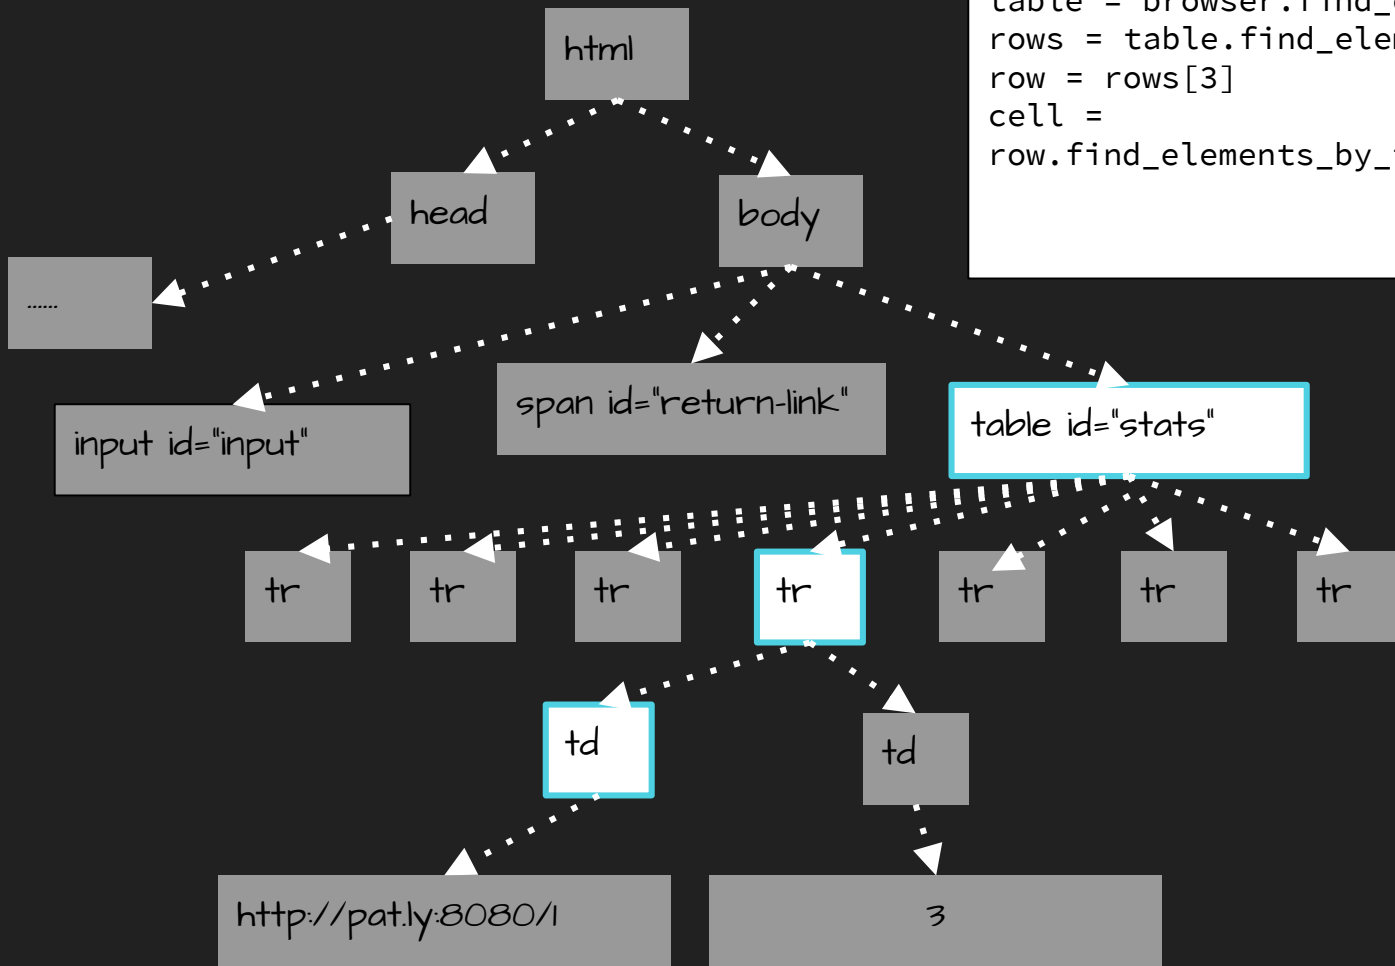 html
rows = table.find_elem
row = rows[3]
cell =
row.find_elements_by_
head
body
......
input id="input"
span id="return-link"
table id="stats"
tr tr tr tr tr tr tr
td
td
http://pat.ly:8080/1
3